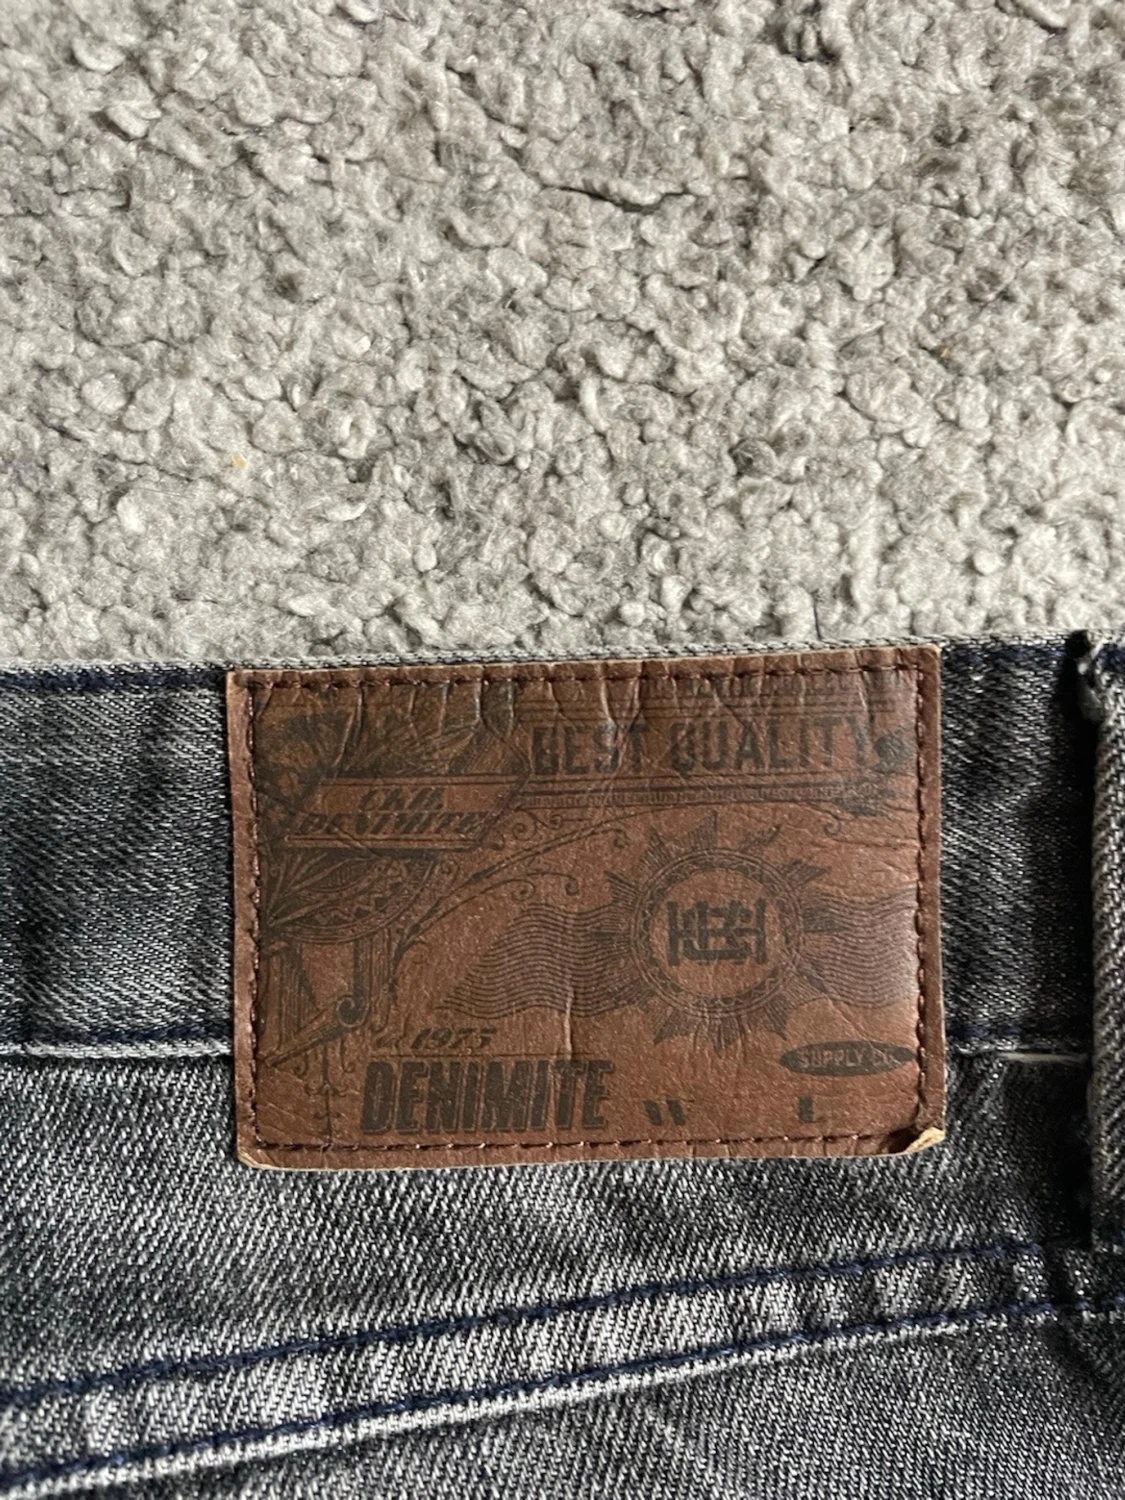 BEST QUALITY
DENIMITE
1975
SUPPLY CO
DENIMITE W L